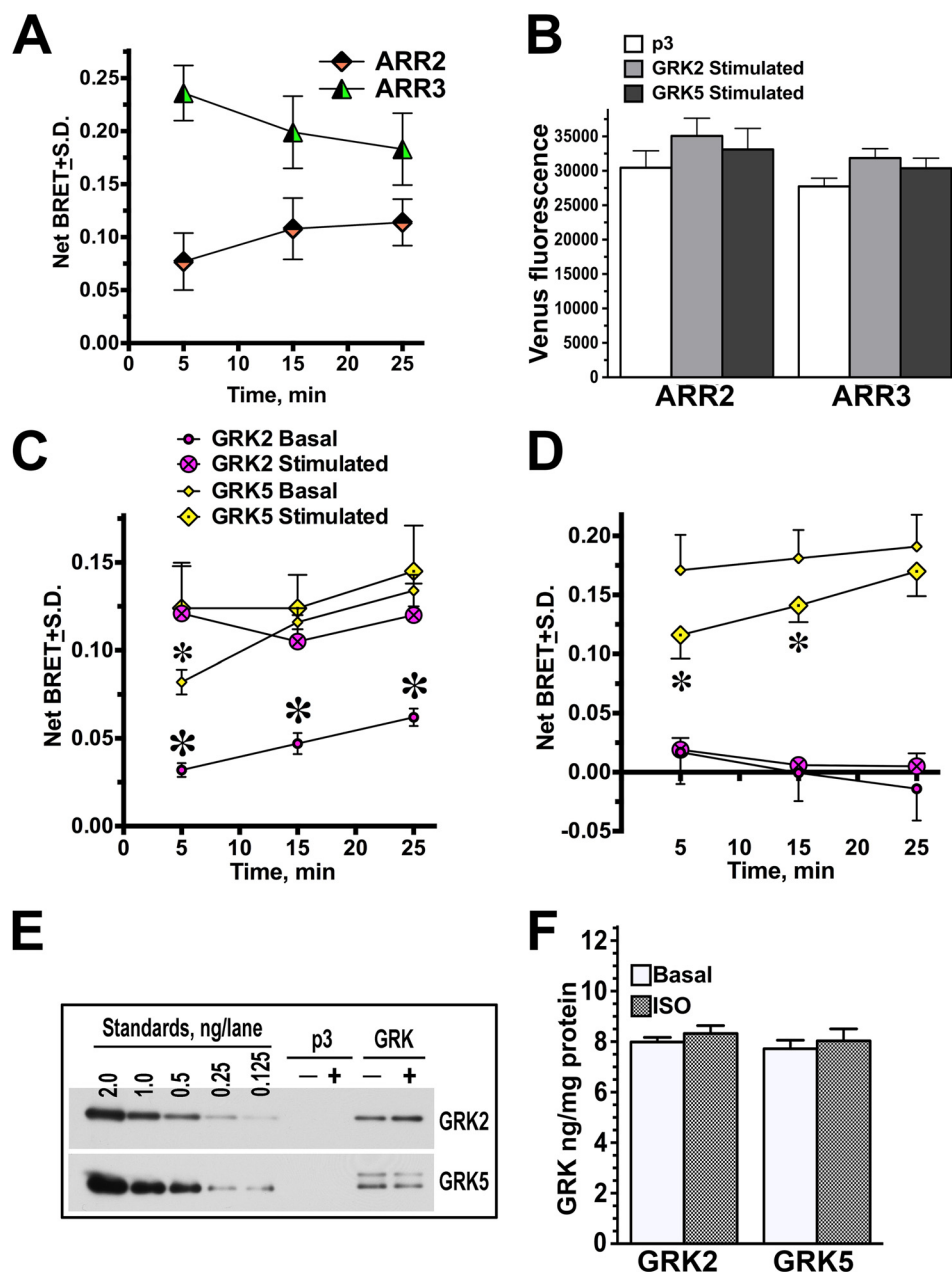 A
ARR2
ARR3
Net BRET±S.D.
0.25
0.20
0.15
0.10
0.05
0.00
0 5 10 15 20 25
Time, min
B
p3
GRK2 Stimulated
GRK5 Stimulated
Venus fluorescence
35000
30000
25000
20000
15000
10000
5000
0
ARR2 ARR3
C
GRK2 Basal
GRK2 Stimulated
GRK5 Basal
GRK5 Stimulated
Net BRET±S.D.
0.15
0.10
0.05
0.00
*
* * *
0 5 10 15 20 25
Time, min
D
Net BRET±S.D.
0.20
0.15
0.10
0.05
0.00
-0.05
* *
5 10 15 20 25
Time, min
E
Standards, ng/lane
2.0 1.0 0.5 0.25 0.125
p3 GRK
— + — +
GRK2
GRK5
F
Basal
ISO
GRK ng/mg protein
12
10
8
6
4
2
0
GRK2 GRK5